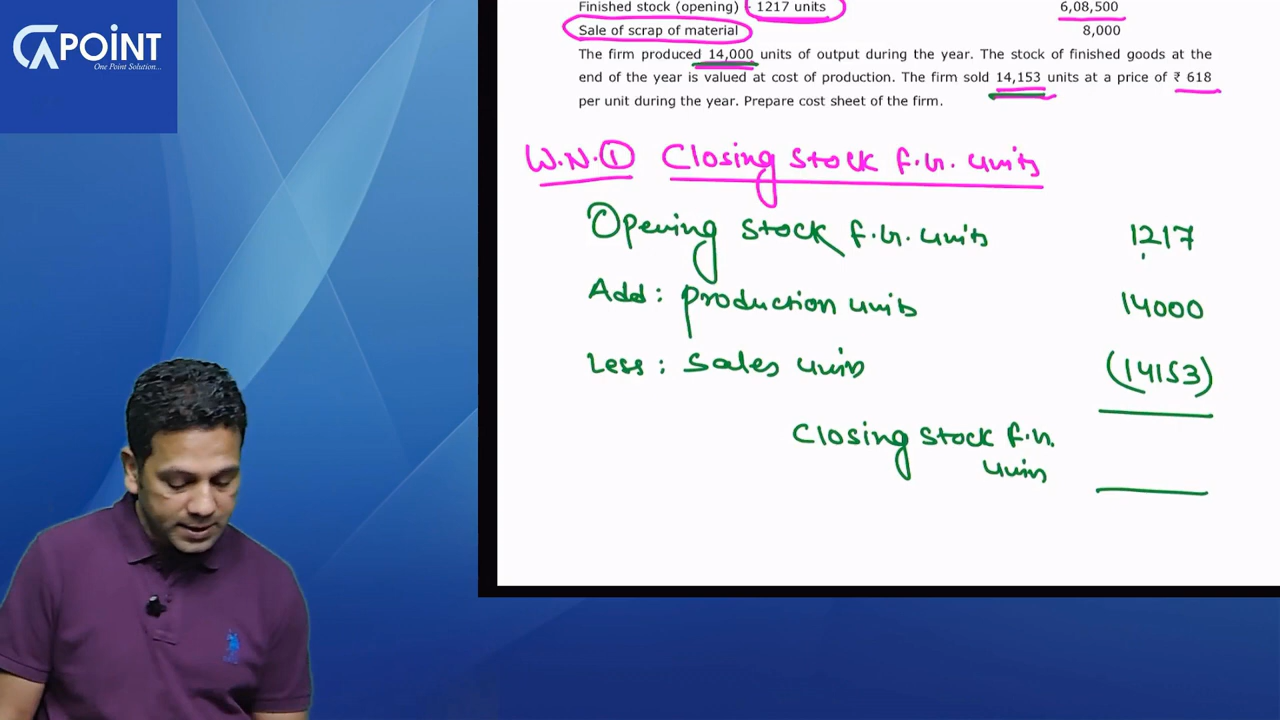 CAPOINT
One Point Solution...
Finished stock (opening) - 1217 units 6,08,500
Sale of scrap of material 8,000
The firm produced 14,000 units of output during the year. The stock of finished goods at the
end of the year is valued at cost of production. The firm sold 14,153 units at a price of ₹ 618
per unit during the year. Prepare cost sheet of the firm.
W.N.① Closing Stock F.G. Units
Opening Stock F.G. Units 1217
Add: Production Units 14000
Less: Sales Units (14153)
Closing Stock F.G.
Units